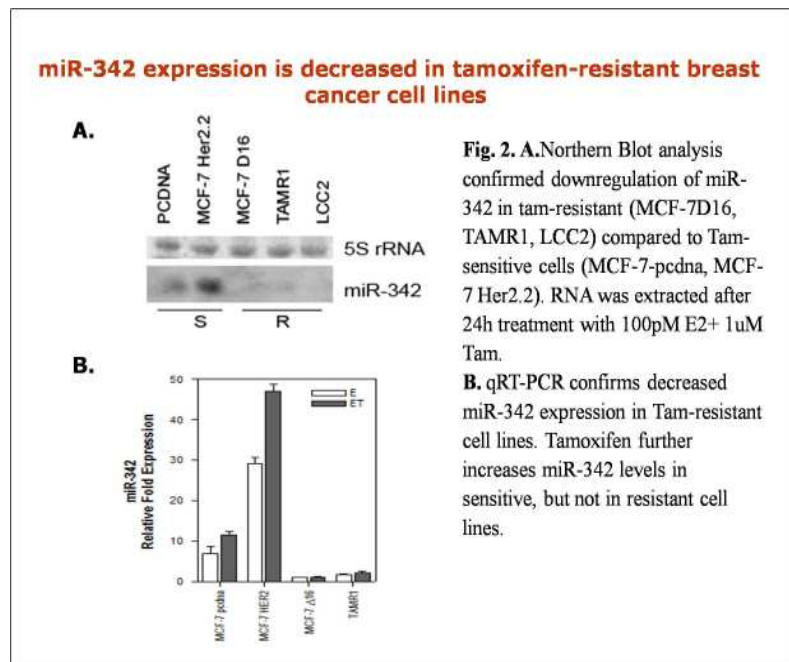 miR-342 expression is decreased in tamoxifen-resistant breast
cancer cell lines
A.
PCDNA
MCF-7 Her2.2
MCF-7 D16
TAMR1
LCC2
5S rRNA
miR-342
S
R
B.
50
40
30
20
10
0
miR-342
Relative Fold Expression
E
ET
MCF-7 pcdna
MCF-7 HER2
MCF-7 Δ16
TAMR1
Fig. 2. A.Northern Blot analysis
confirmed downregulation of miR-
342 in tam-resistant (MCF-7D16,
TAMR1, LCC2) compared to Tam-
sensitive cells (MCF-7-pcdna, MCF-
7 Her2.2). RNA was extracted after
24h treatment with 100pM E2+ 1uM
Tam.
B. qRT-PCR confirms decreased
miR-342 expression in Tam-resistant
cell lines. Tamoxifen further
increases miR-342 levels in
sensitive, but not in resistant cell
lines.